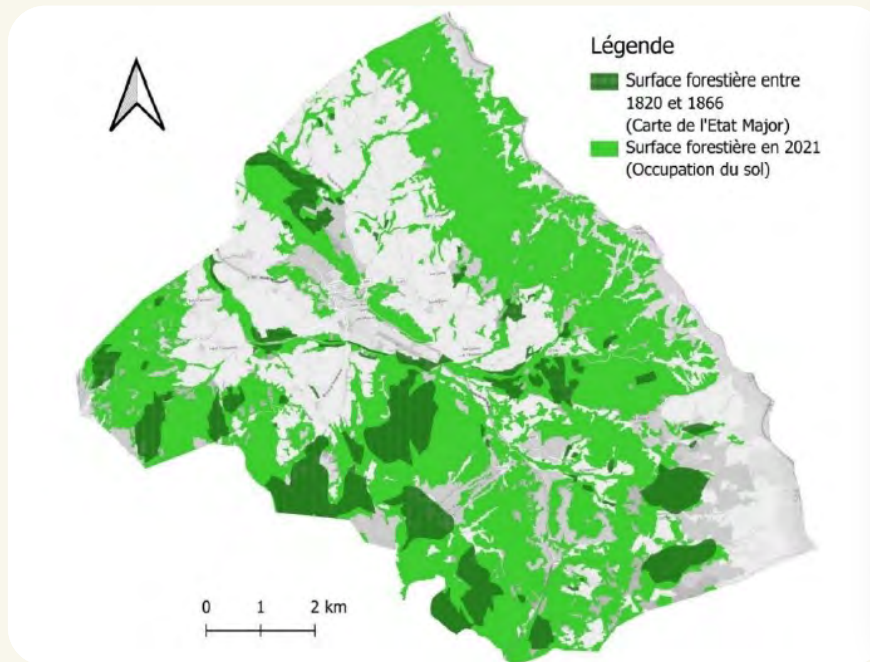 Légende
Surface forestière entre
1820 et 1866
(Carte de l'Etat Major)
Surface forestière en 2021
(Occupation du sol)
0 1 2 km